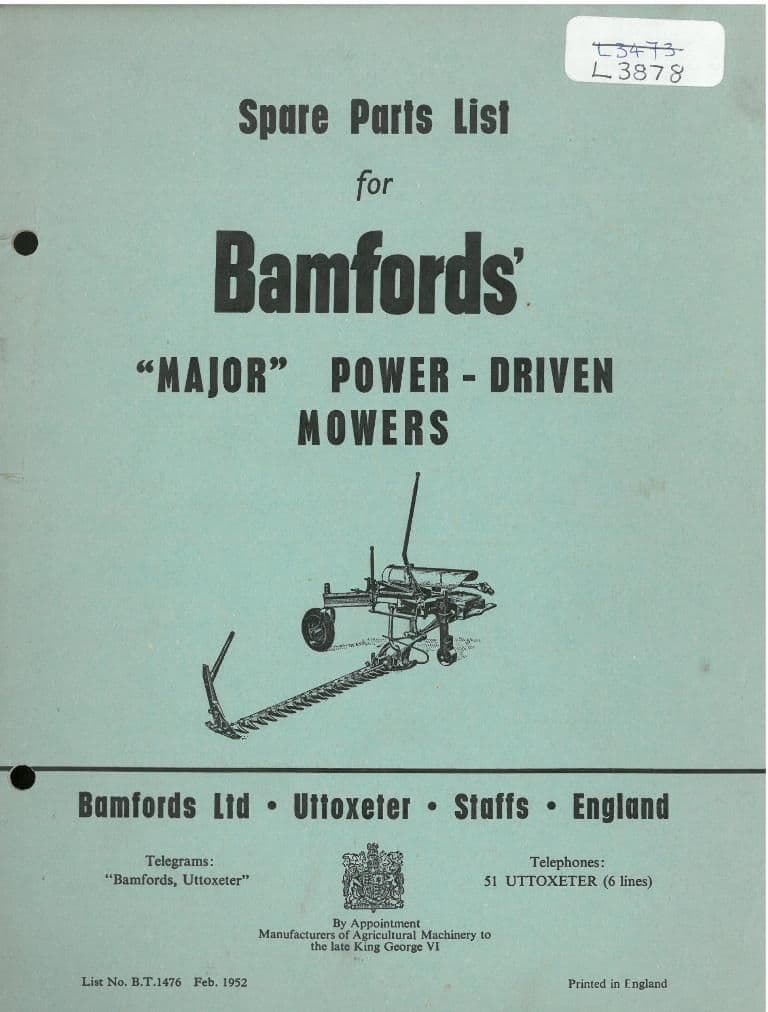 L3473
L3878
Spare Parts List
for
Bamfords'
“MAJOR” POWER - DRIVEN
MOWERS
Bamfords Ltd • Uttoxeter • Staffs • England
Telegrams:
“Bamfords, Uttoxeter”
Telephones:
51 UTTOXETER (6 lines)
By Appointment
Manufacturers of Agricultural Machinery to
the late King George VI
List No. B.T.1476 Feb. 1952
Printed in England